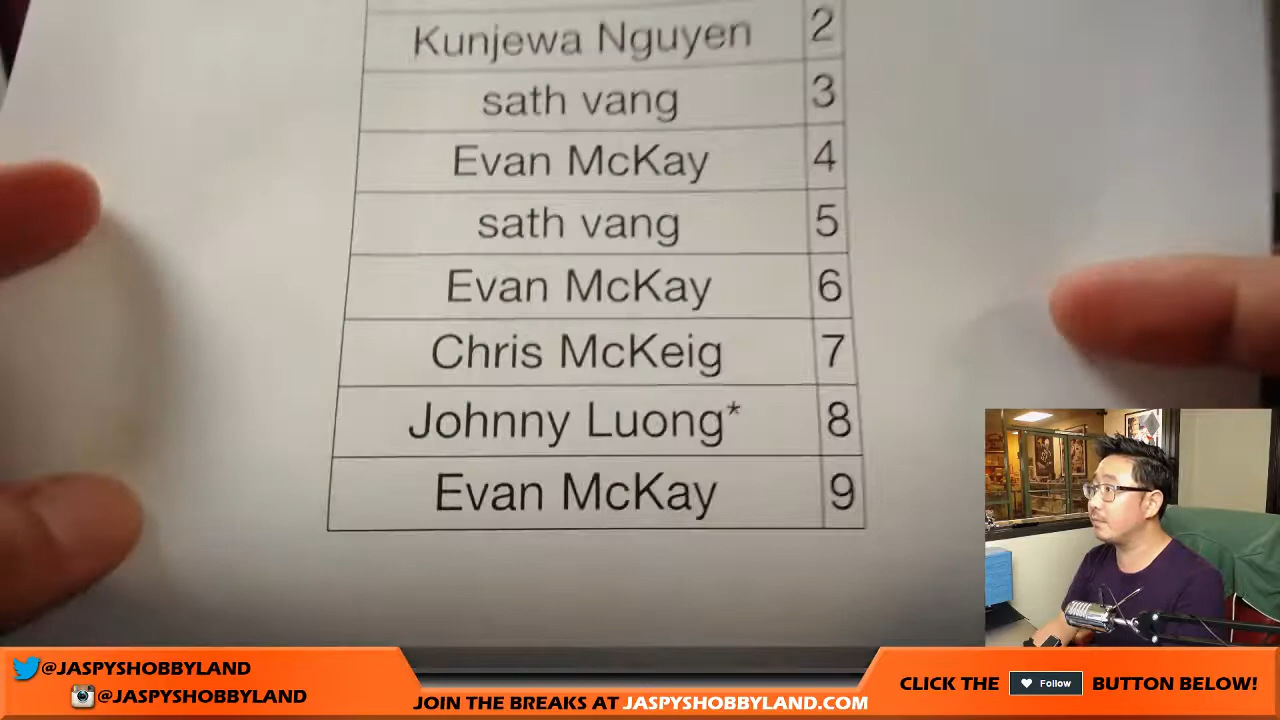 Kunjewa Nguyen 2
sath vang 3
Evan McKay 4
sath vang 5
Evan McKay 6
Chris McKeig 7
Johnny Luong* 8
Evan McKay 9
@JASPYSHOBBYLAND
@JASPYSHOBBYLAND
JOIN THE BREAKS AT JASPYSHOBBYLAND.COM
CLICK THE Follow BUTTON BELOW!